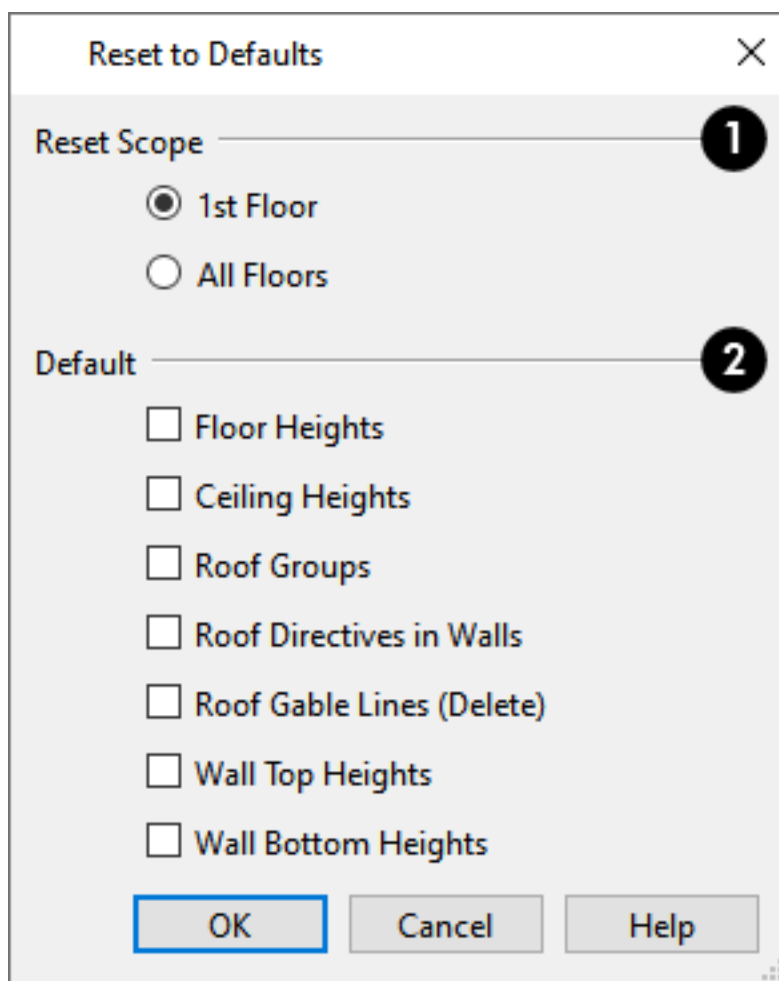 Reset to Defaults
Reset Scope 1
1st Floor
All Floors
Default 2
Floor Heights
Ceiling Heights
Roof Groups
Roof Directives in Walls
Roof Gable Lines (Delete)
Wall Top Heights
Wall Bottom Heights
OK Cancel Help